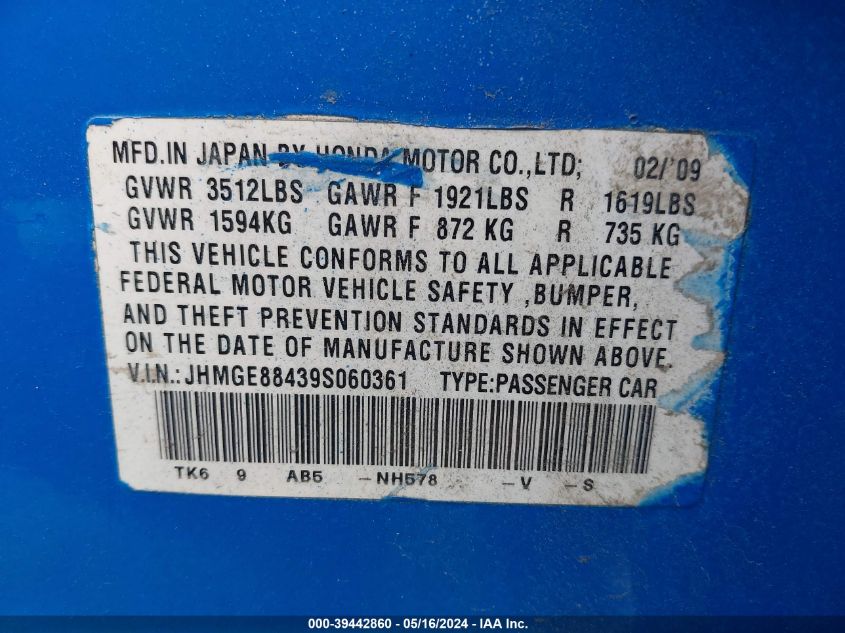 MFD.IN JAPAN BY HONDA MOTOR CO.,LTD; 02/'09
GVWR 3512LBS GAWR F 1921LBS R 1619LBS
GVWR 1594KG GAWR F 872 KG R 735 KG
THIS VEHICLE CONFORMS TO ALL APPLICABLE
FEDERAL MOTOR VEHICLE SAFETY ,BUMPER,
AND THEFT PREVENTION STANDARDS IN EFFECT
ON THE DATE OF MANUFACTURE SHOWN ABOVE.
V.I.N.: JHMGE88439S060361 TYPE:PASSENGER CAR
TK6 9 AB5 -NH578 -V -S
000-39442860 - 05/16/2024 - IAA Inc.